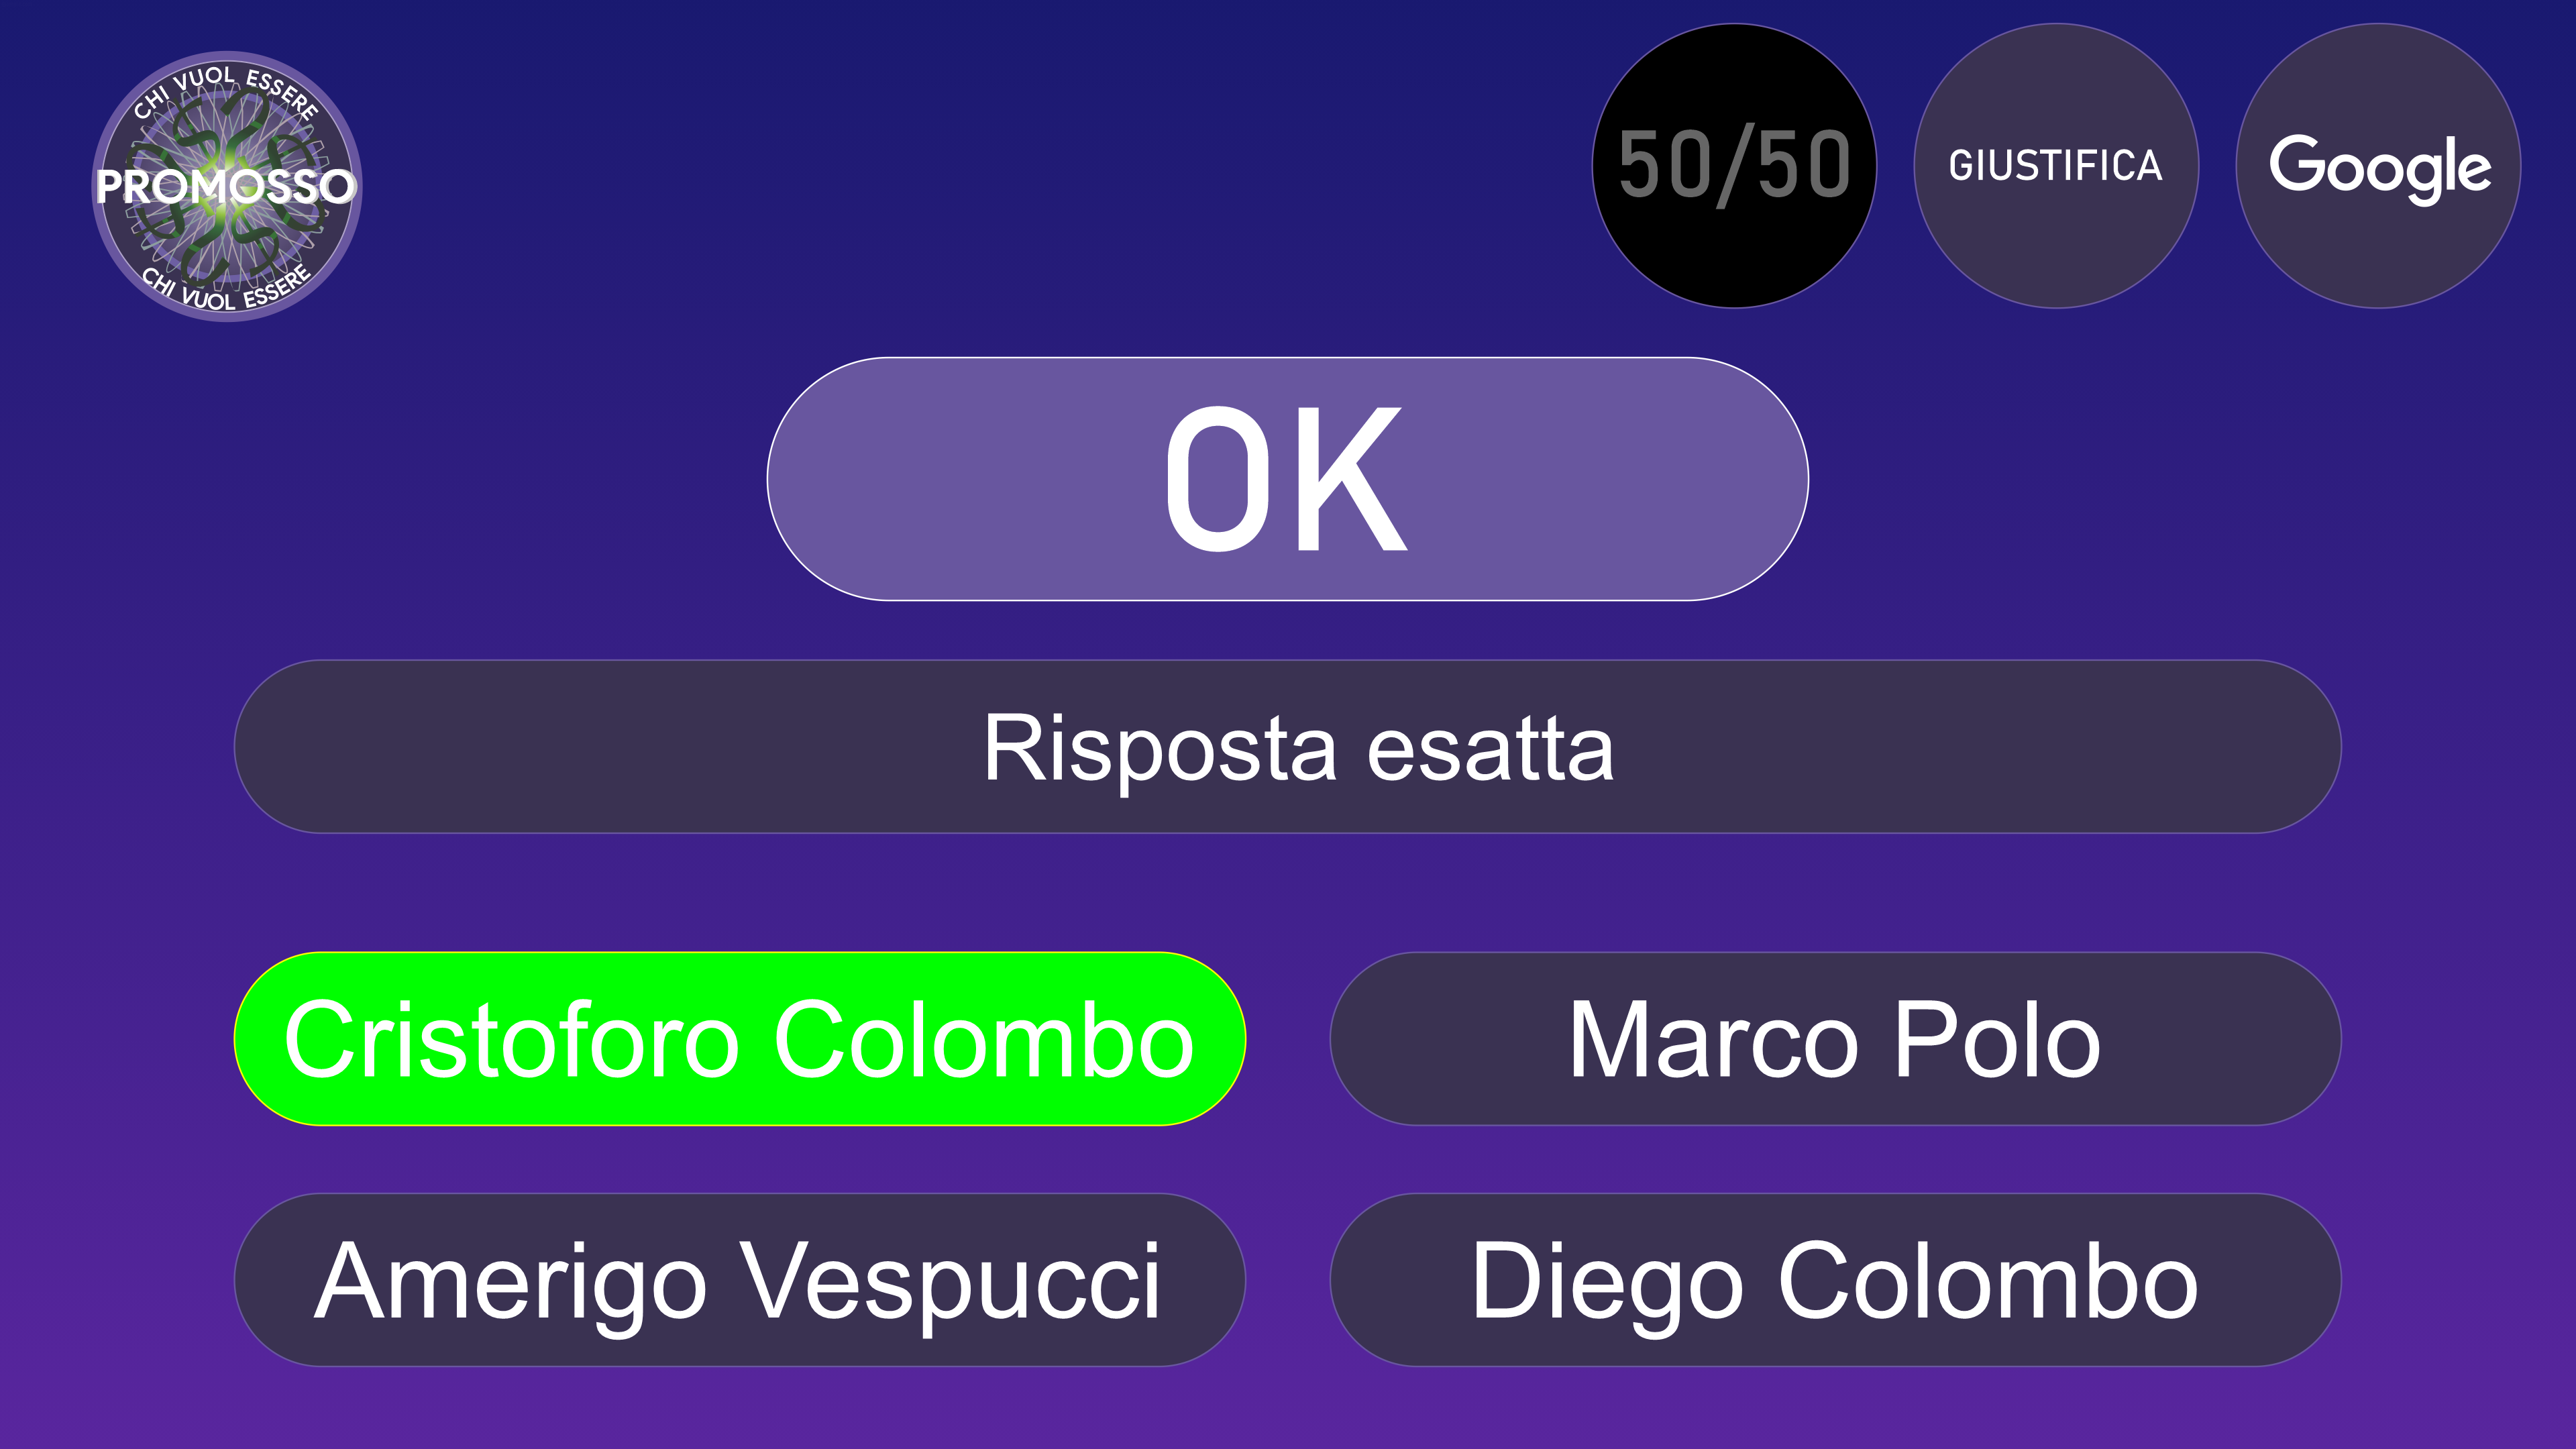 CHI VUOL ESSERE
PROMOSSO
CHI VUOL ESSERE
50/50
GIUSTIFICA
Google
OK
Risposta esatta
Cristoforo Colombo
Marco Polo
Amerigo Vespucci
Diego Colombo